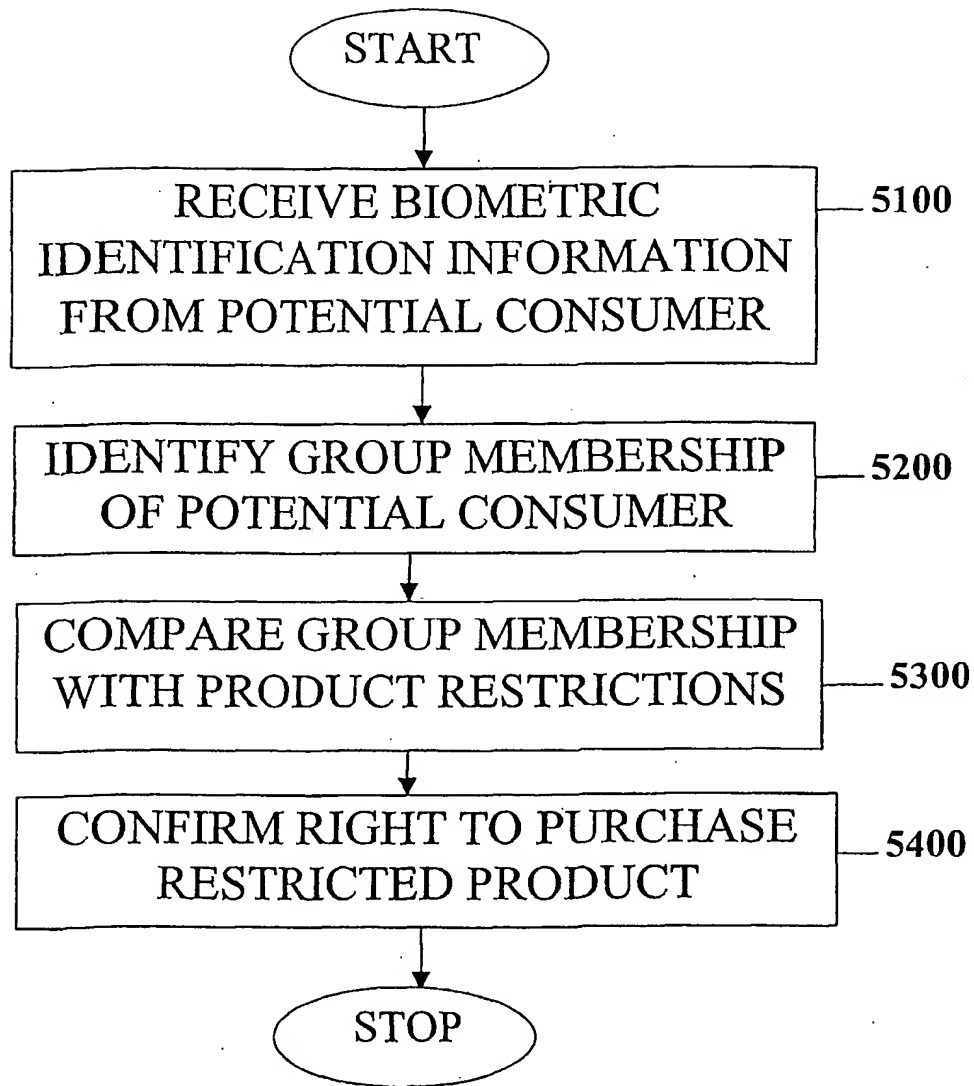 START
RECEIVE BIOMETRIC
IDENTIFICATION INFORMATION
FROM POTENTIAL CONSUMER
5100
IDENTIFY GROUP MEMBERSHIP
OF POTENTIAL CONSUMER
5200
COMPARE GROUP MEMBERSHIP
WITH PRODUCT RESTRICTIONS
5300
CONFIRM RIGHT TO PURCHASE
RESTRICTED PRODUCT
5400
STOP